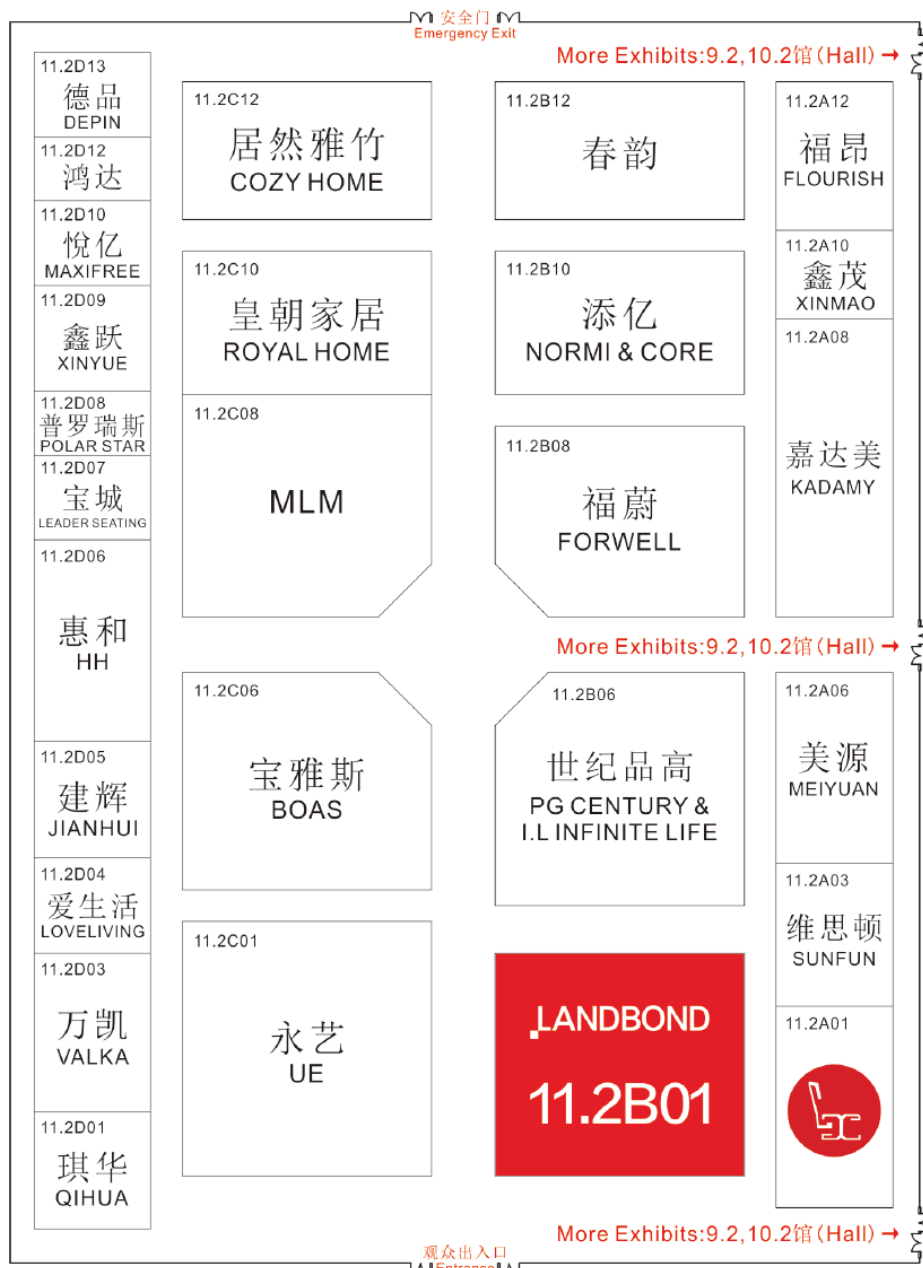 安全门
Emergency Exit
More Exhibits:9.2,10.2馆(Hall) →
11.2D13
德品
DEPIN
11.2D12
鸿达
11.2D10
悦亿
MAXIFREE
11.2D09
鑫跃
XINYUE
11.2D08
普罗瑞斯
POLAR STAR
11.2D07
宝城
LEADER SEATING
11.2D06
惠和
HH
11.2D05
建辉
JIANHUI
11.2D04
爱生活
LOVELIVING
11.2D03
万凯
VALKA
11.2D01
琪华
QIHUA
11.2C12
居然雅竹
COZY HOME
11.2C10
皇朝家居
ROYAL HOME
11.2C08
MLM
11.2C06
宝雅斯
BOAS
11.2C01
永艺
UE
11.2B12
春韵
11.2B10
添亿
NORMI & CORE
11.2B08
福蔚
FORWELL
More Exhibits:9.2,10.2馆(Hall) →
11.2B06
世纪品高
PG CENTURY &
I.L INFINITE LIFE
LANDBOND
11.2B01
11.2A12
福昂
FLOURISH
11.2A10
鑫茂
XINMAO
11.2A08
嘉达美
KADAMY
11.2A06
美源
MEIYUAN
11.2A03
维思顿
SUNFUN
11.2A01
More Exhibits:9.2,10.2馆(Hall) →
观众出入口
Entrance